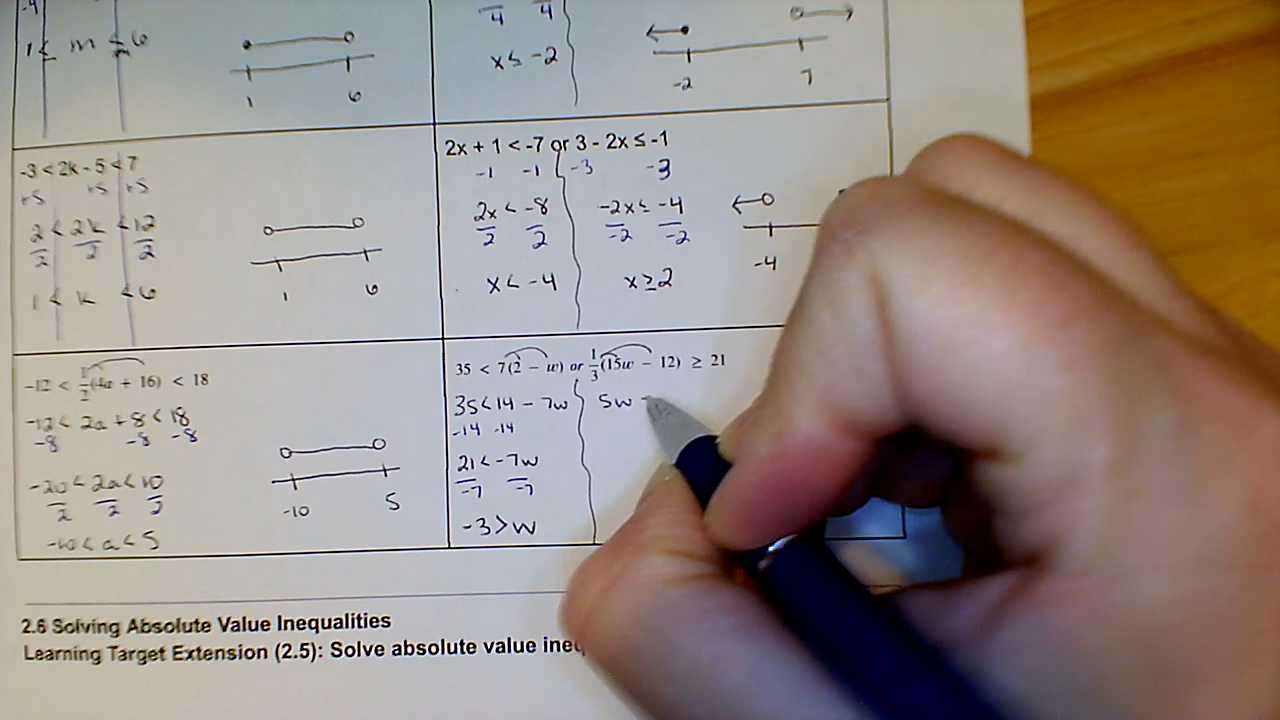 -4
1 ≤ m < 6
1 6
4 4
x ≤ -2
-2 7
-3 < 2k - 5 < 7
+5 +5 +5
2 < 2k < 12
2 2 2
1 < k < 6
1 6
2x + 1 < -7 or 3 - 2x ≤ -1
-1 -1 -3 -3
2x < -8 -2x ≤ -4
2 2 -2 -2
x < -4 x ≥ 2
-4
-12 < 1/2(4a + 16) < 18
-12 < 2a + 8 < 18
-8 -8 -8
-20 < 2a < 10
2 2 2
-10 < a < 5
-10 5
35 < 7(2 - w) or 1/3(15w - 12) ≥ 21
35 < 14 - 7w 5w -
-14 -14
21 < -7w
-7 -7
-3 > w
2.6 Solving Absolute Value Inequalities
Learning Target Extension (2.5): Solve absolute value ineq